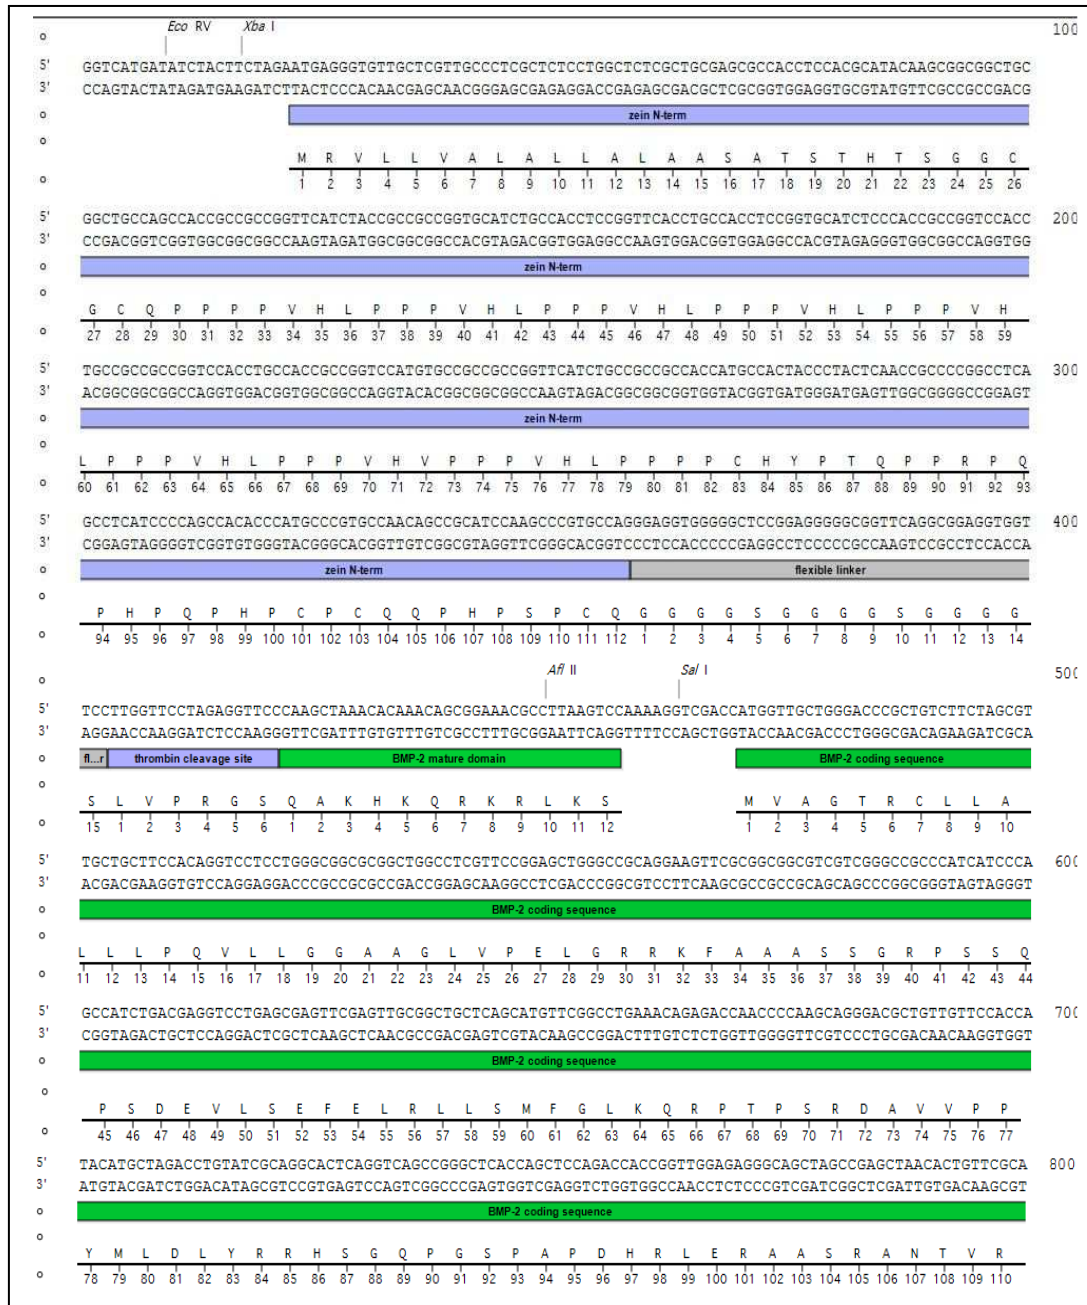 Eco RV Xba I
o 100
5' GGTCATGATATCTACTTCTAGAATGAGGGTGTTGCTCGTTGCCCTCGCTCTCCTGGCTCTCGCTGCGAGCGCCACCTCCACGCATACAAGCGGCGGCTGC
3' CCAGTACTATAGATGAAGATCTTACTCCCACAACGAGCAACGGGAGCGAGAGGACCGAGAGCGACGCTCGCGGTGGAGGTGCGTATGTTCGCCGCCGACG
o zein N-term
o
M R V L L V A L A L L A L A A S A T S T H T S G G C
o 1 2 3 4 5 6 7 8 9 10 11 12 13 14 15 16 17 18 19 20 21 22 23 24 25 26
5' GGCTGCCAGCCACCGCCGCCGGTTCATCTACCGCCGCCGGTGCATCTGCCACCTCCGGTTCACCTGCCACCTCCGGTGCATCTCCCACCGCCGGTCCACC 200
3' CCGACGGTCGGTGGCGGCGGCCAAGTAGATGGCGGCGGCCACGTAGACGGTGGAGGCCAAGTGGACGGTGGAGGCCACGTAGAGGGTGGCGGCCAGGTGG
o zein N-term
o
G C Q P P P P V H L P P P V H L P P P V H L P P P V H L P P P V H
o 27 28 29 30 31 32 33 34 35 36 37 38 39 40 41 42 43 44 45 46 47 48 49 50 51 52 53 54 55 56 57 58 59
5' TGCCGCCGCCGGTCCACCTGCCACCGCCGGTCCATGTGCCGCCGCCGGTTCATCTGCCGCCGCCACCATGCCACTACCCTACTCAACCGCCCCGGCCTCA 300
3' ACGGCGGCGGCCAGGTGGACGGTGGCGGCCAGGTACACGGCGGCGGCCAAGTAGACGGCGGCGGTGGTACGGTGATGGGATGAGTTGGCGGGGCCGGAGT
o zein N-term
o
L P P P V H L P P P V H V P P P V H L P P P P C H Y P T Q P P R P Q
o 60 61 62 63 64 65 66 67 68 69 70 71 72 73 74 75 76 77 78 79 80 81 82 83 84 85 86 87 88 89 90 91 92 93
5' GCCTCATCCCCAGCCACACCCATGCCCGTGCCAACAGCCGCATCCAAGCCCGTGCCAGGGAGGTGGGGGCTCCGGAGGGGGCGGTTCAGGCGGAGGTGGT 400
3' CGGAGTAGGGGTCGGTGTGGGTACGGGCACGGTTGTCGGCGTAGGTTCGGGCACGGTCCCTCCACCCCCGAGGCCTCCCCCGCCAAGTCCGCCTCCACCA
o zein N-term flexible linker
o
P H P Q P H P C P C Q Q P H P S P C Q G G G G S G G G G S G G G G
o 94 95 96 97 98 99 100 101 102 103 104 105 106 107 108 109 110 111 112 1 2 3 4 5 6 7 8 9 10 11 12 13 14
Afl II Sal I
o 500
5' TCCTTGGTTCCTAGAGGTTCCCAAGCTAAACACAAACAGCGGAAACGCCTTAAGTCCAAAAGGTCGACCATGGTTGCTGGGACCCGCTGTCTTCTAGCGT
3' AGGAACCAAGGATCTCCAAGGGTTCGATTTGTGTTTGTCGCCTTTGCGGAATTCAGGTTTTCCAGCTGGTACCAACGACCCTGGGCGACAGAAGATCGCA
o fl...r thrombin cleavage site BMP-2 mature domain BMP-2 coding sequence
o
S L V P R G S Q A K H K Q R K R L K S M V A G T R C L L A
o 15 1 2 3 4 5 6 1 2 3 4 5 6 7 8 9 10 11 12 1 2 3 4 5 6 7 8 9 10
5' TGCTGCTTCCACAGGTCCTCCTGGGCGGCGCGGCTGGCCTCGTTCCGGAGCTGGGCCGCAGGAAGTTCGCGGCGGCGTCGTCGGGCCGCCCATCATCCCA 600
3' ACGACGAAGGTGTCCAGGAGGACCCGCCGCGCCGACCGGAGCAAGGCCTCGACCCGGCGTCCTTCAAGCGCCGCCGCAGCAGCCCGGCGGGTAGTAGGGT
o BMP-2 coding sequence
o
L L L P Q V L L G G A A G L V P E L G R R K F A A A S S G R P S S Q
o 11 12 13 14 15 16 17 18 19 20 21 22 23 24 25 26 27 28 29 30 31 32 33 34 35 36 37 38 39 40 41 42 43 44
5' GCCATCTGACGAGGTCCTGAGCGAGTTCGAGTTGCGGCTGCTCAGCATGTTCGGCCTGAAACAGAGACCAACCCCAAGCAGGGACGCTGTTGTTCCACCA 700
3' CGGTAGACTGCTCCAGGACTCGCTCAAGCTCAACGCCGACGAGTCGTACAAGCCGGACTTTGTCTCTGGTTGGGGTTCGTCCCTGCGACAACAAGGTGGT
o BMP-2 coding sequence
o
P S D E V L S E F E L R L L S M F G L K Q R P T P S R D A V V P P
o 45 46 47 48 49 50 51 52 53 54 55 56 57 58 59 60 61 62 63 64 65 66 67 68 69 70 71 72 73 74 75 76 77
5' TACATGCTAGACCTGTATCGCAGGCACTCAGGTCAGCCGGGCTCACCAGCTCCAGACCACCGGTTGGAGAGGGCAGCTAGCCGAGCTAACACTGTTCGCA 800
3' ATGTACGATCTGGACATAGCGTCCGTGAGTCCAGTCGGCCCGAGTGGTCGAGGTCTGGTGGCCAACCTCTCCCGTCGATCGGCTCGATTGTGACAAGCGT
o BMP-2 coding sequence
o
Y M L D L Y R R H S G Q P G S P A P D H R L E R A A S R A N T V R
o 78 79 80 81 82 83 84 85 86 87 88 89 90 91 92 93 94 95 96 97 98 99 100 101 102 103 104 105 106 107 108 109 110